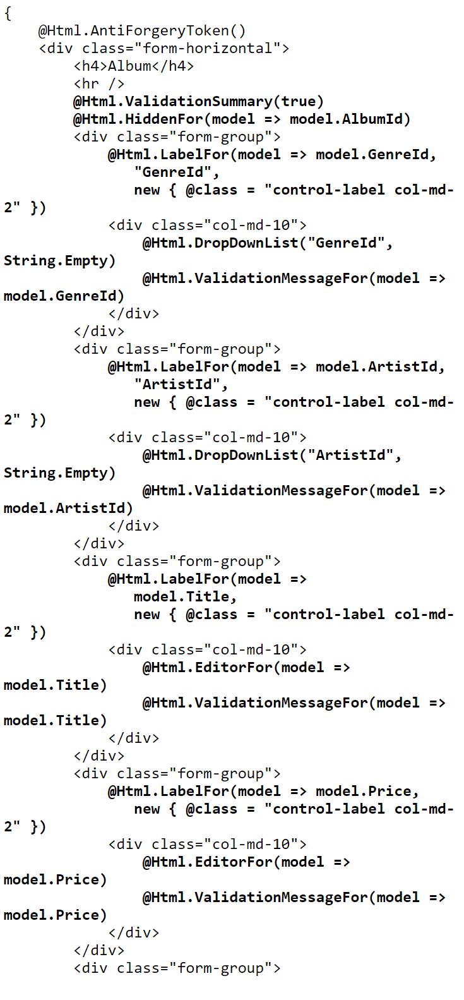 {
    @Html.AntiForgeryToken()
    <div class="form-horizontal">
        <h4>Album</h4>
        <hr />
        @Html.ValidationSummary(true)
        @Html.HiddenFor(model => model.AlbumId)
        <div class="form-group">
            @Html.LabelFor(model => model.GenreId,
               "GenreId",
               new { @class = "control-label col-md-
2" })
            <div class="col-md-10">
                @Html.DropDownList("GenreId",
String.Empty)
                @Html.ValidationMessageFor(model =>
model.GenreId)
            </div>
        </div>
        <div class="form-group">
            @Html.LabelFor(model => model.ArtistId,
               "ArtistId",
               new { @class = "control-label col-md-
2" })
            <div class="col-md-10">
                @Html.DropDownList("ArtistId",
String.Empty)
                @Html.ValidationMessageFor(model =>
model.ArtistId)
            </div>
        </div>
        <div class="form-group">
            @Html.LabelFor(model =>
               model.Title,
               new { @class = "control-label col-md-
2" })
            <div class="col-md-10">
                @Html.EditorFor(model =>
model.Title)
                @Html.ValidationMessageFor(model =>
model.Title)
            </div>
        </div>
        <div class="form-group">
            @Html.LabelFor(model => model.Price,
               new { @class = "control-label col-md-
2" })
            <div class="col-md-10">
                @Html.EditorFor(model =>
model.Price)
                @Html.ValidationMessageFor(model =>
model.Price)
            </div>
        </div>
        <div class="form-group">